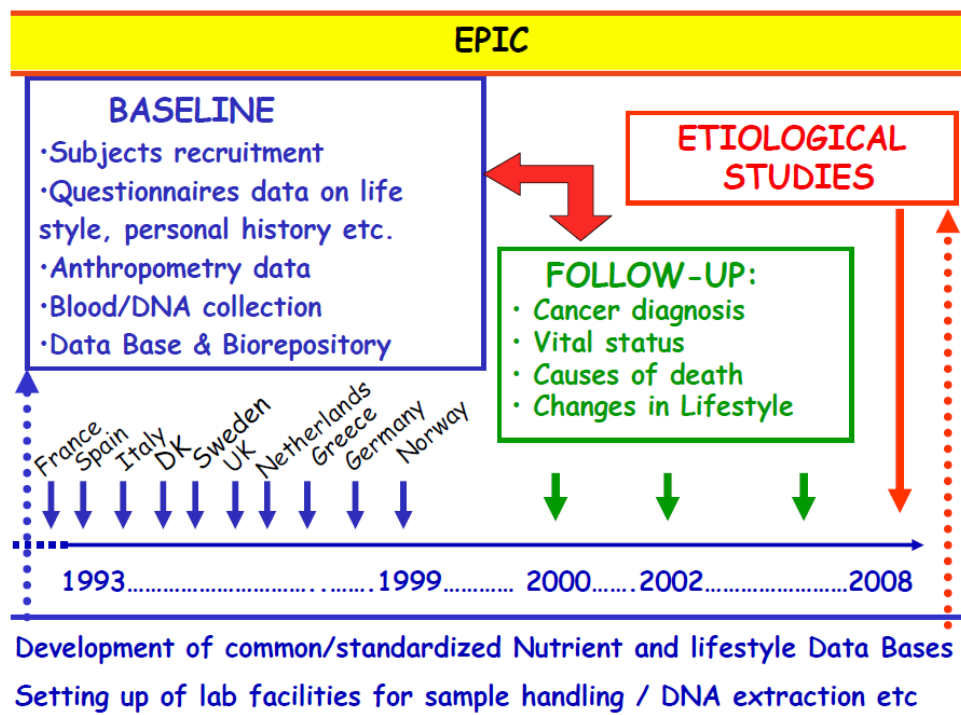 EPIC
BASELINE
·Subjects recruitment
·Questionnaires data on life
style, personal history etc.
·Anthropometry data
·Blood/DNA collection
·Data Base & Biorepository
ETIOLOGICAL
STUDIES
FOLLOW-UP:
· Cancer diagnosis
· Vital status
· Causes of death
· Changes in Lifestyle
France
Spain
Italy
DK
Sweden
UK
Netherlands
Greece
Germany
Norway
1993..............................…….1999………… 2000…….2002……………………2008
Development of common/standardized Nutrient and lifestyle Data Bases
Setting up of lab facilities for sample handling / DNA extraction etc